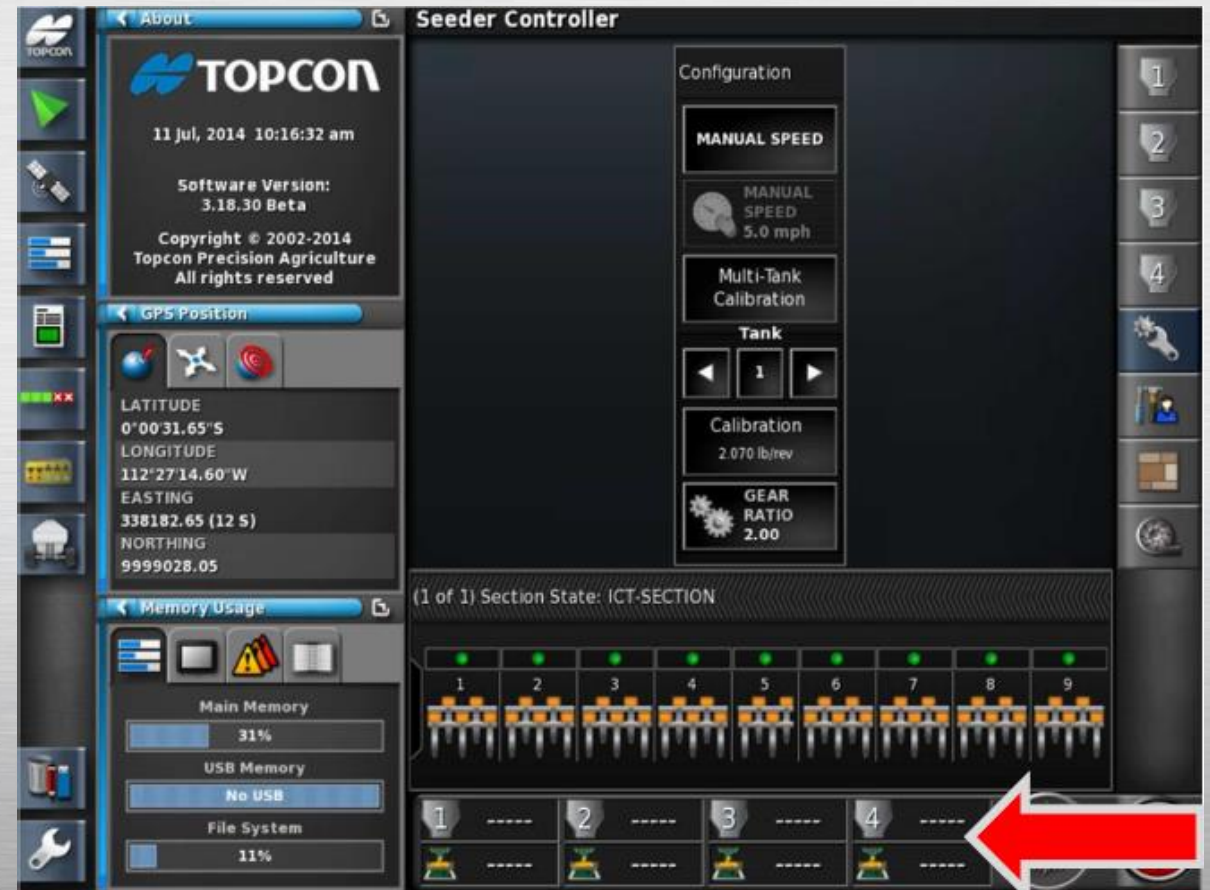 TOPCON
About
TOPCON
11 Jul, 2014 10:16:32 am
Software Version:
3.18.30 Beta
Copyright © 2002-2014
Topcon Precision Agriculture
All rights reserved
GPS Position
LATITUDE
0°00'31.65"S
LONGITUDE
112°27'14.60"W
EASTING
338182.65 (12 S)
NORTHING
9999028.05
Memory Usage
Main Memory
31%
USB Memory
No USB
File System
11%
Seeder Controller
Configuration
MANUAL SPEED
MANUAL
SPEED
5.0 mph
Multi-Tank
Calibration
Tank
1
Calibration
2.070 lb/rev
GEAR
RATIO
2.00
(1 of 1) Section State: ICT-SECTION
1 2 3 4 5 6 7 8 9
1 ----- 2 ----- 3 ----- 4 -----
----- ----- ----- -----
1
2
3
4